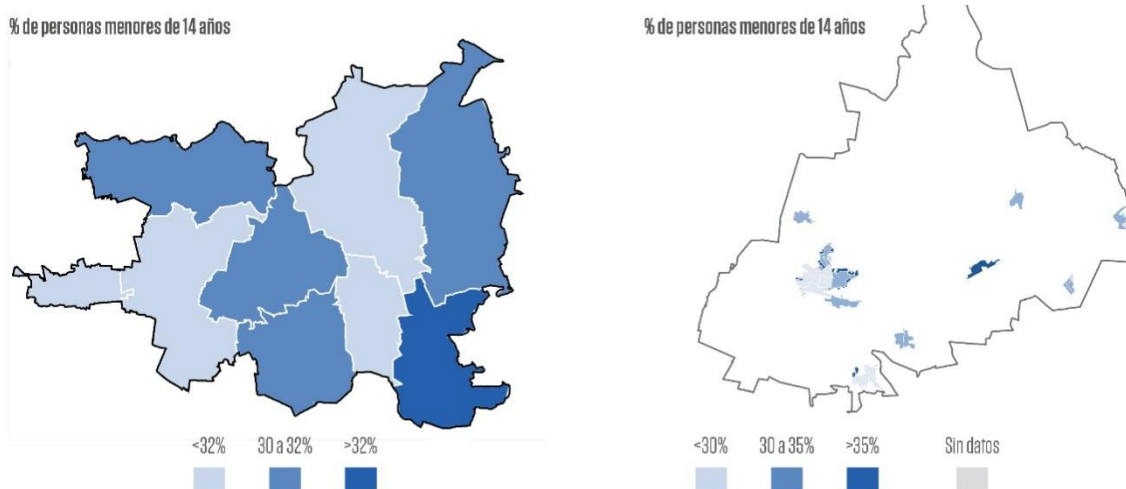 % de personas menores de 14 años
<32% 30 a 32% >32%
% de personas menores de 14 años
<30% 30 a 35% >35% Sin datos